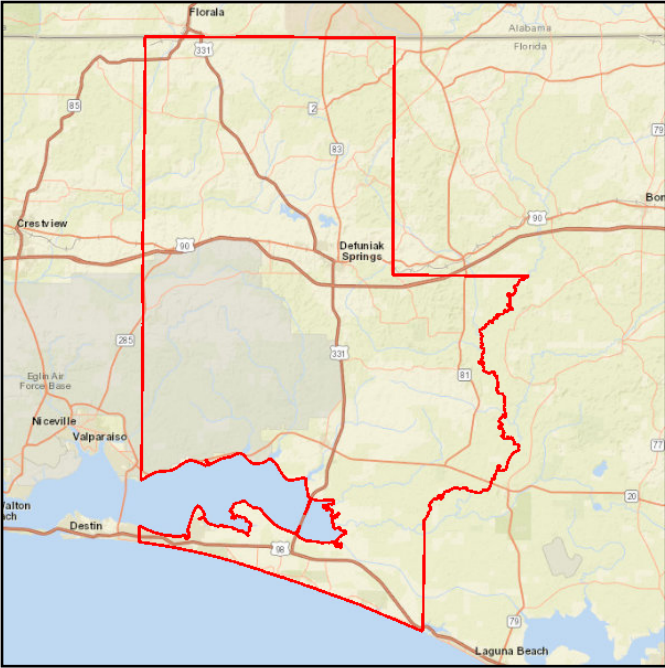 Florala
Alabama
Florida
331
85
2
79
83
Bon
Crestview
90
90
Defuniak
Springs
285
331
Eglin Air
Force Base
81
Niceville
Valparaiso
77
20
Walton
ach
Destin
98
79
Laguna Beach